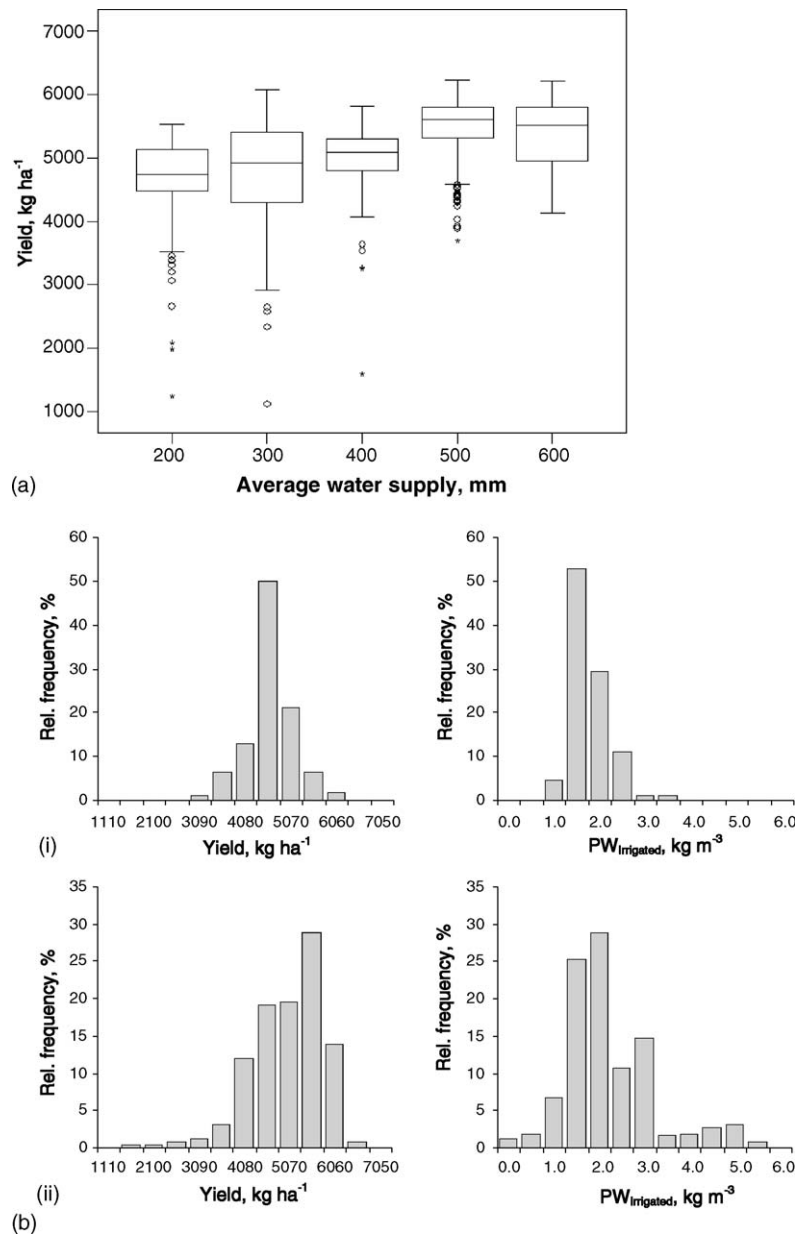 7000
6000
5000
4000
3000
2000
1000
Yield, kg ha⁻¹
200 300 400 500 600
Average water supply, mm
(a)
60
50
40
30
20
10
0
Rel. frequency, %
1110 2100 3090 4080 5070 6060 7050
Yield, kg ha⁻¹
(i)
60
50
40
30
20
10
0
Rel. frequency, %
0.0 1.0 2.0 3.0 4.0 5.0 6.0
PW_Irrigated, kg m⁻³
35
30
25
20
15
10
5
0
Rel. frequency, %
1110 2100 3090 4080 5070 6060 7050
Yield, kg ha⁻¹
(ii)
35
30
25
20
15
10
5
0
Rel. frequency, %
0.0 1.0 2.0 3.0 4.0 5.0 6.0
PW_Irrigated, kg m⁻³
(b)